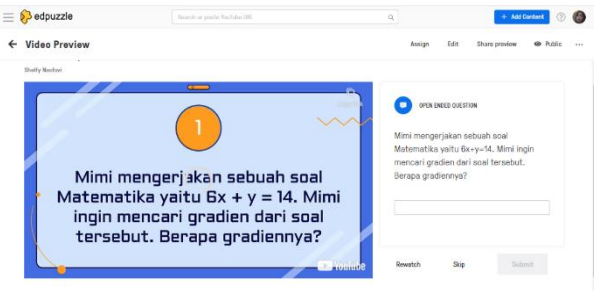 edpuzzle
Search or paste YouTube URL
+ Add Content
Video Preview
Assign
Edit
Share preview
Public
1
Mimi mengerjakan sebuah soal
Matematika yaitu 6x + y = 14. Mimi
ingin mencari gradien dari soal
tersebut. Berapa gradiennya?
YouTube
OPEN ENDED QUESTION
Mimi mengerjakan sebuah soal
Matematika yaitu 6x+y=14. Mimi ingin
mencari gradien dari soal tersebut.
Berapa gradiennya?
Rewatch
Skip
Submit